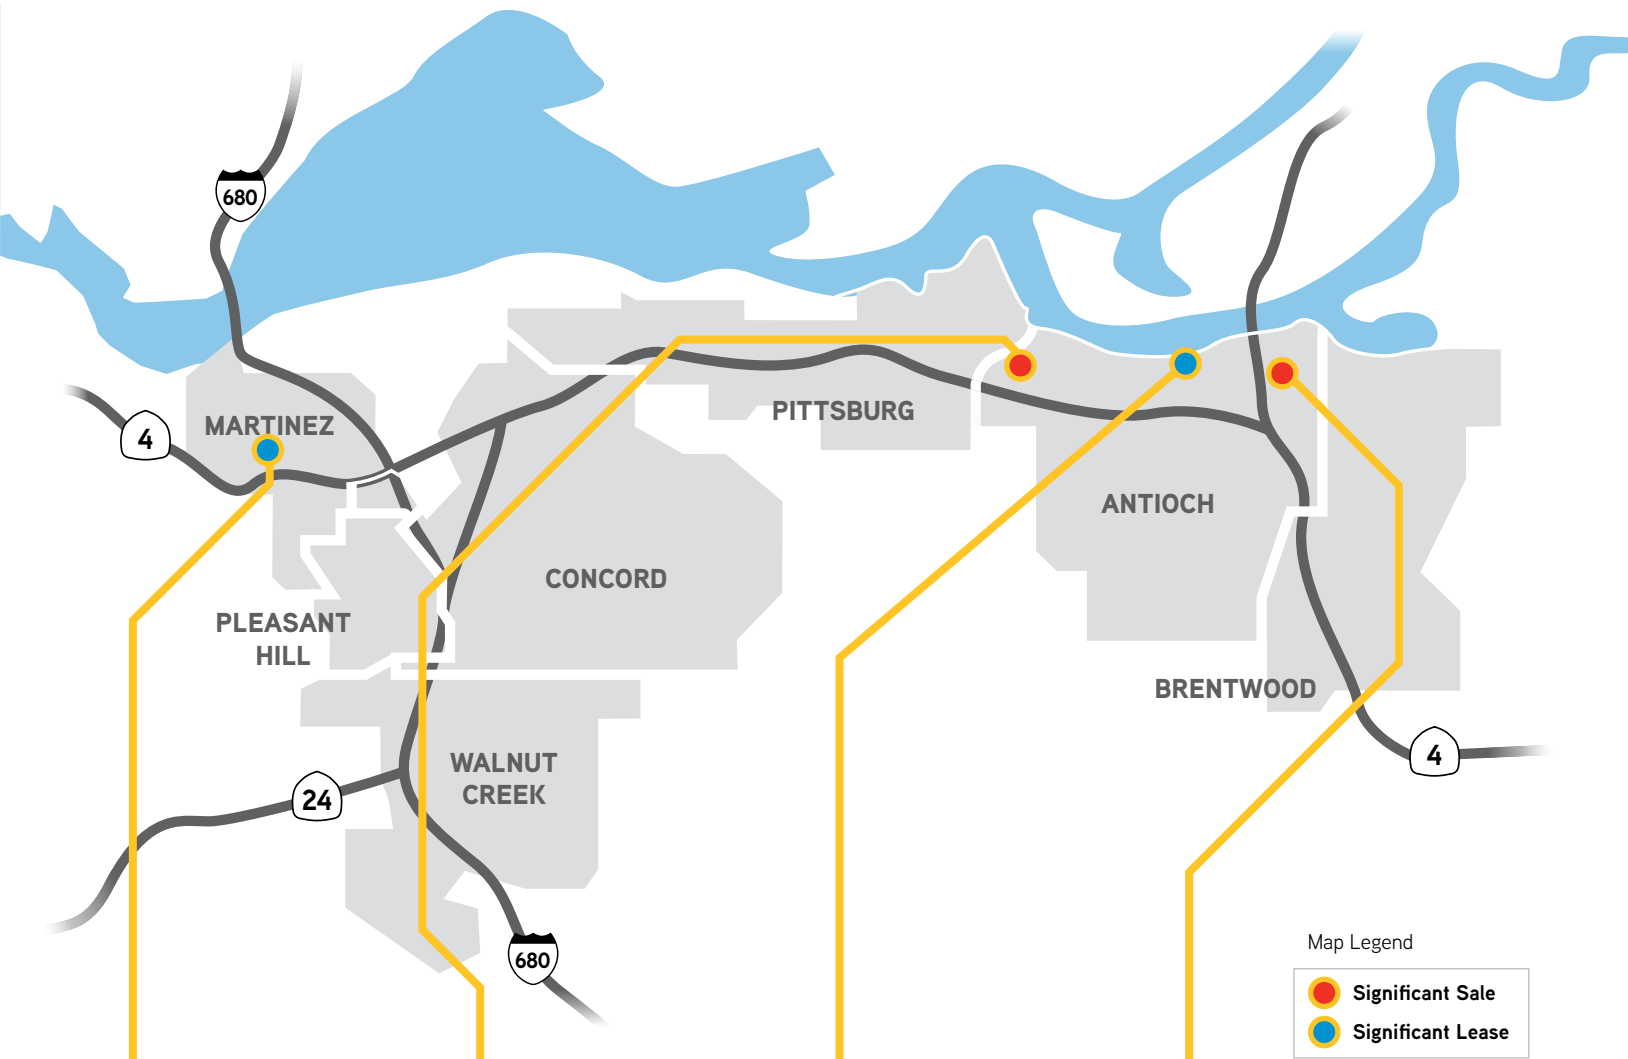 680
4
MARTINEZ
PITTSBURG
ANTIOCH
CONCORD
PLEASANT
HILL
BRENTWOOD
4
WALNUT
CREEK
24
680
Map Legend
Significant Sale
Significant Lease